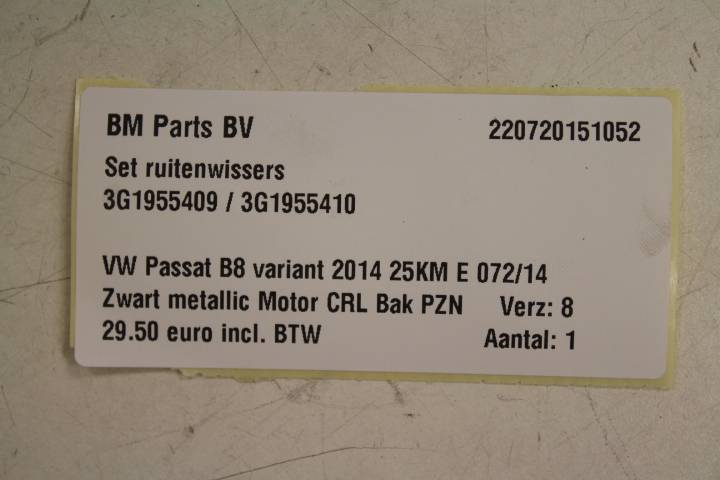 BM Parts BV 220720151052
Set ruitenwissers
3G1955409 / 3G1955410
VW Passat B8 variant 2014 25KM E 072/14
Zwart metallic Motor CRL Bak PZN Verz: 8
29.50 euro incl. BTW Aantal: 1